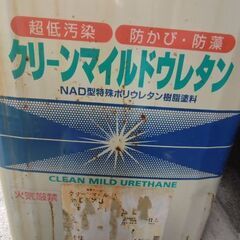 超低汚染 防かび・防藻
クリーンマイルドウレタン
NAD型特殊ポリウレタン樹脂塗料
CLEAN MILD URETHANE
火気厳禁